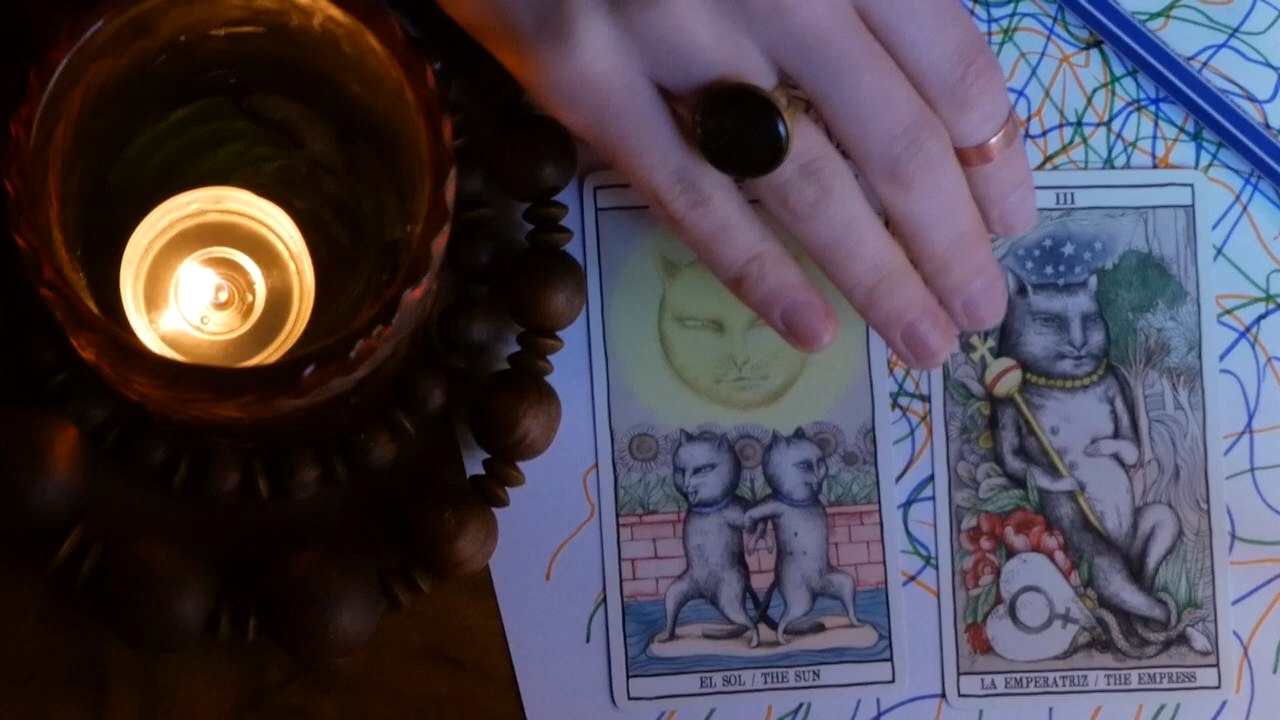 III
EL SOL / THE SUN
LA EMPERATRIZ / THE EMPRESS